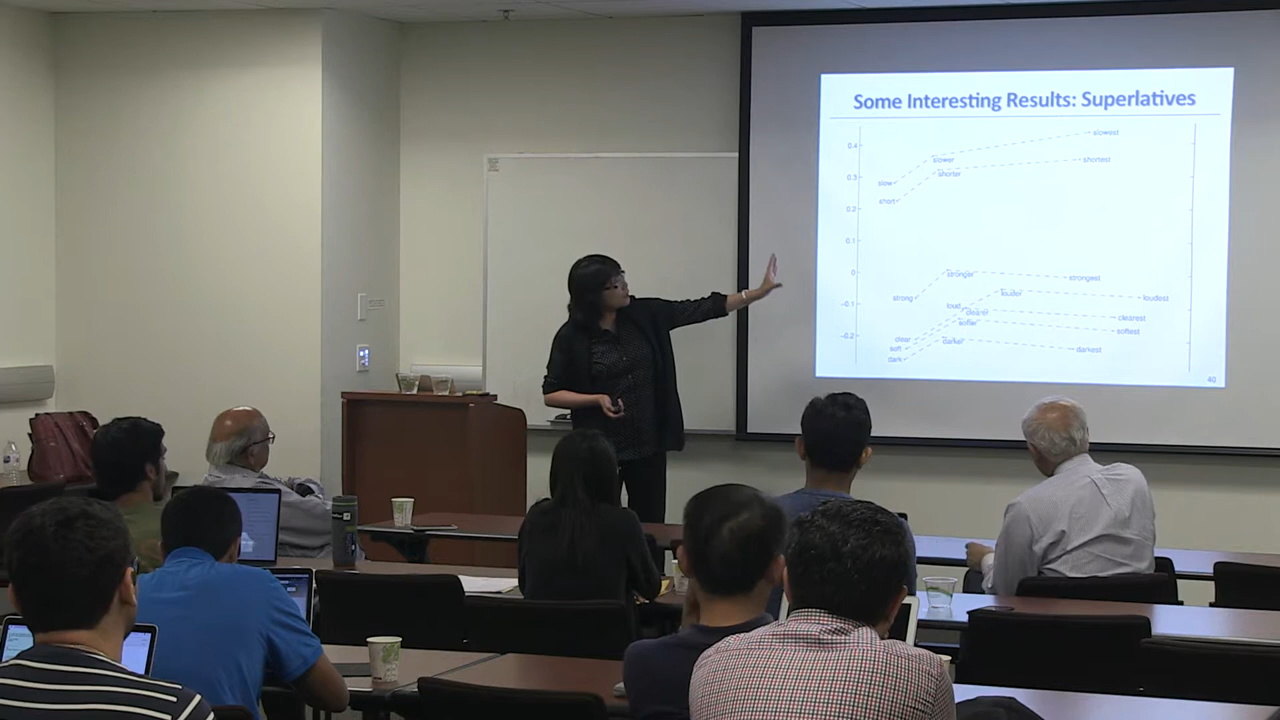 Some Interesting Results: Superlatives
slowest
0.4
slower
shortest
0.3
shorter
slow
short
0.2
0.1
0
stronger
strongest
strong
louder
loudest
-0.1
loud
clearer
clearest
softer
softest
-0.2
clear
darker
soft
darkest
dark
40